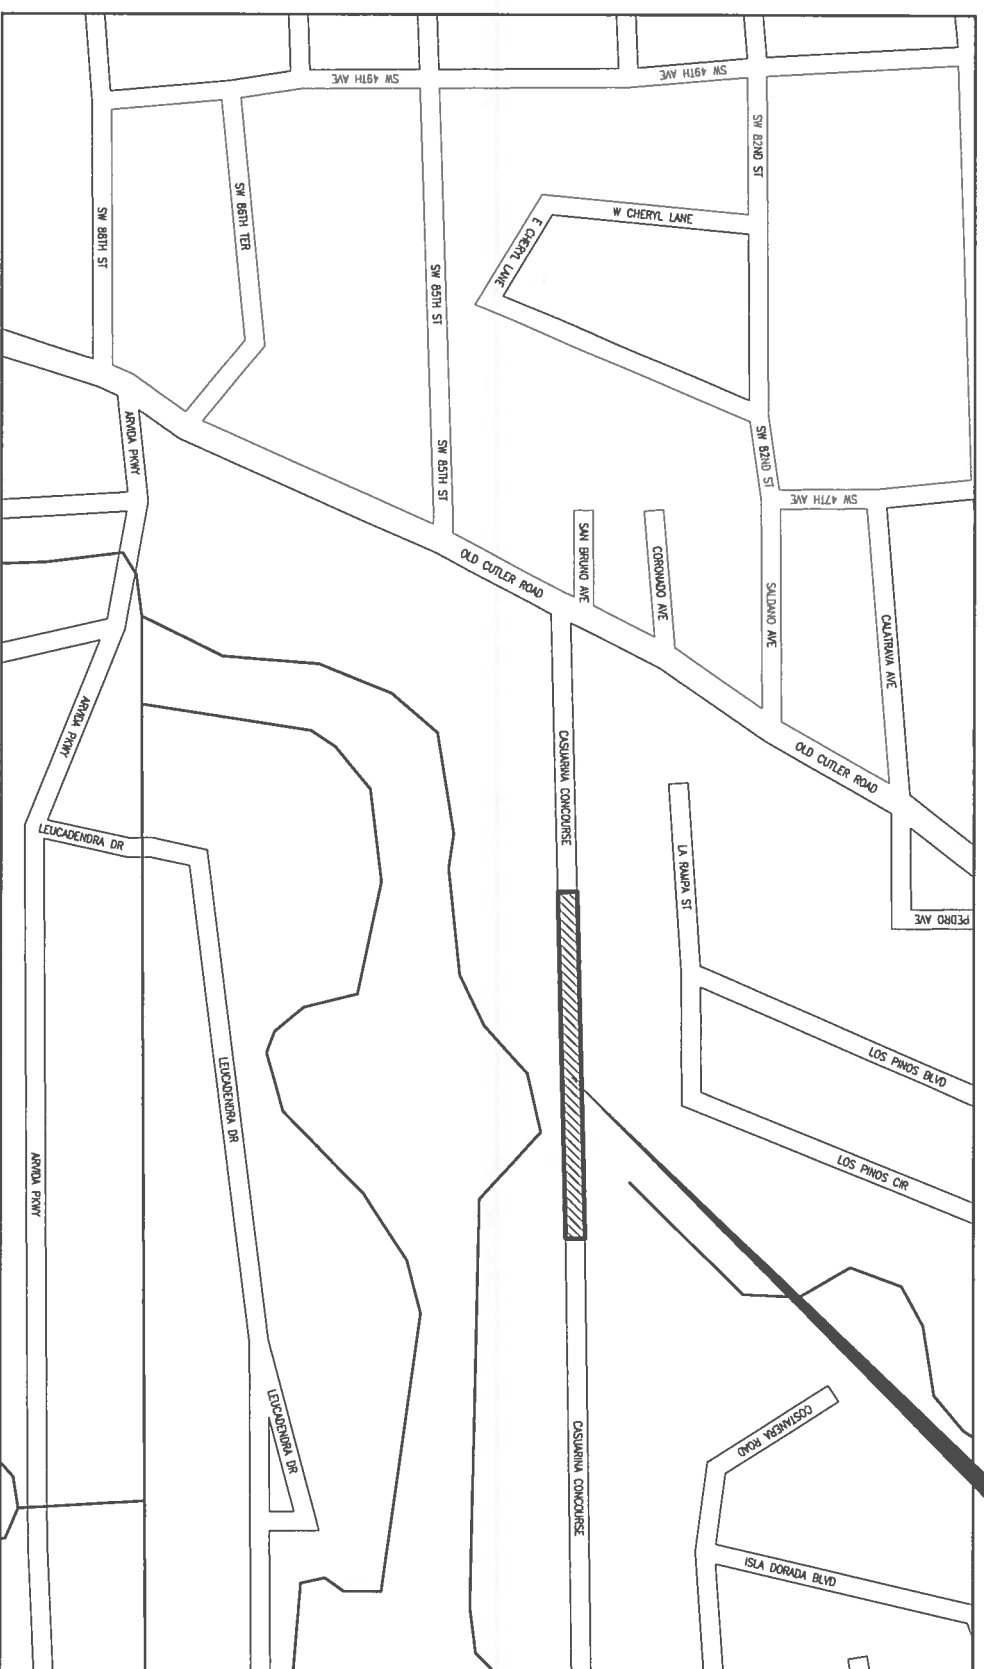 SW 49TH AVE
SW 49TH AVE
SW 82ND ST
SW 88TH ST
SW 86TH TER
W CHERYL LANE
E CHERYL LANE
SW 85TH ST
ARVIDA PKWY
SW 85TH ST
SW 82ND ST
SW 47TH AVE
OLD CUTLER ROAD
SAN BRUNO AVE
CORONADO AVE
SALDANO AVE
CALATRAVA AVE
ARVIDA PKWY
CASUARINA CONCOURSE
OLD CUTLER ROAD
LEUCADENDRA DR
LA RAMPA ST
PEDRO AVE
LOS PINOS BLVD
LEUCADENDRA DR
LOS PINOS CIR
ARVIDA PKWY
LEUCADENDRA DR
COSTANERA ROAD
CASUARINA CONCOURSE
ISLA DORADA BLVD